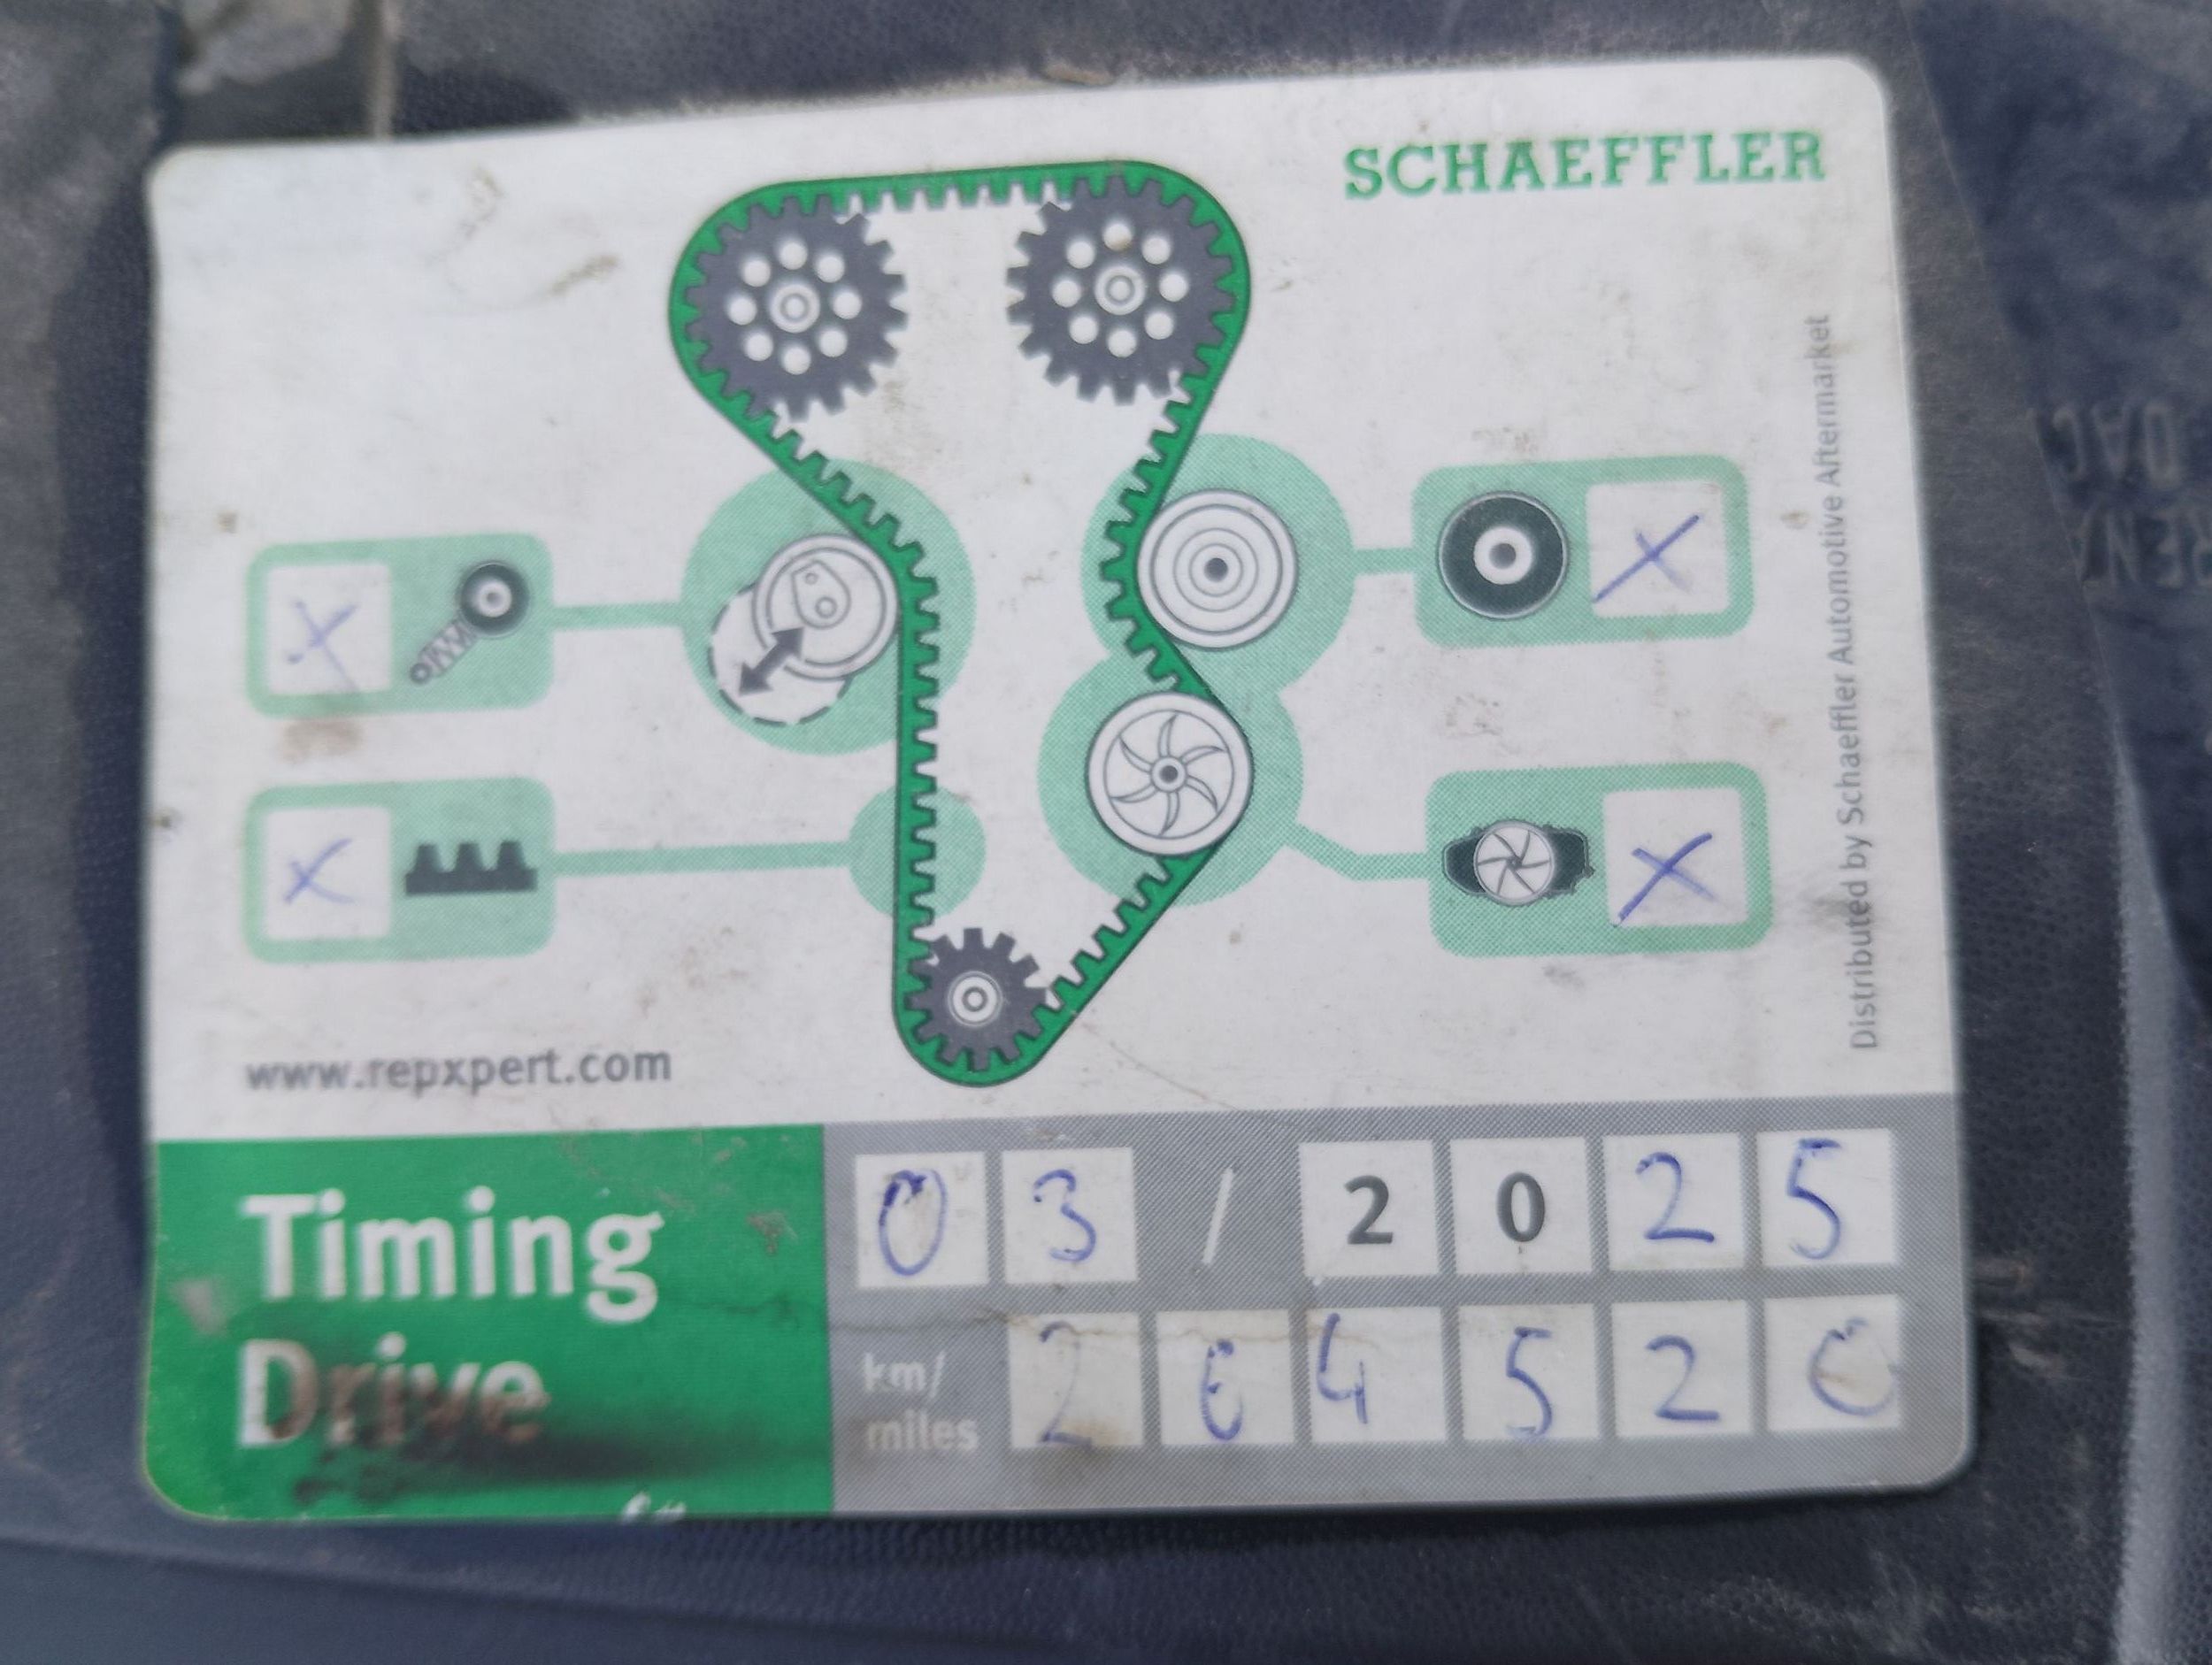 SCHAEFFLER
Distributed by Schaeffler Automotive Aftermarket
X
X
X
X
www.repxpert.com
Timing
Drive
03 / 2025
km/
miles
264520